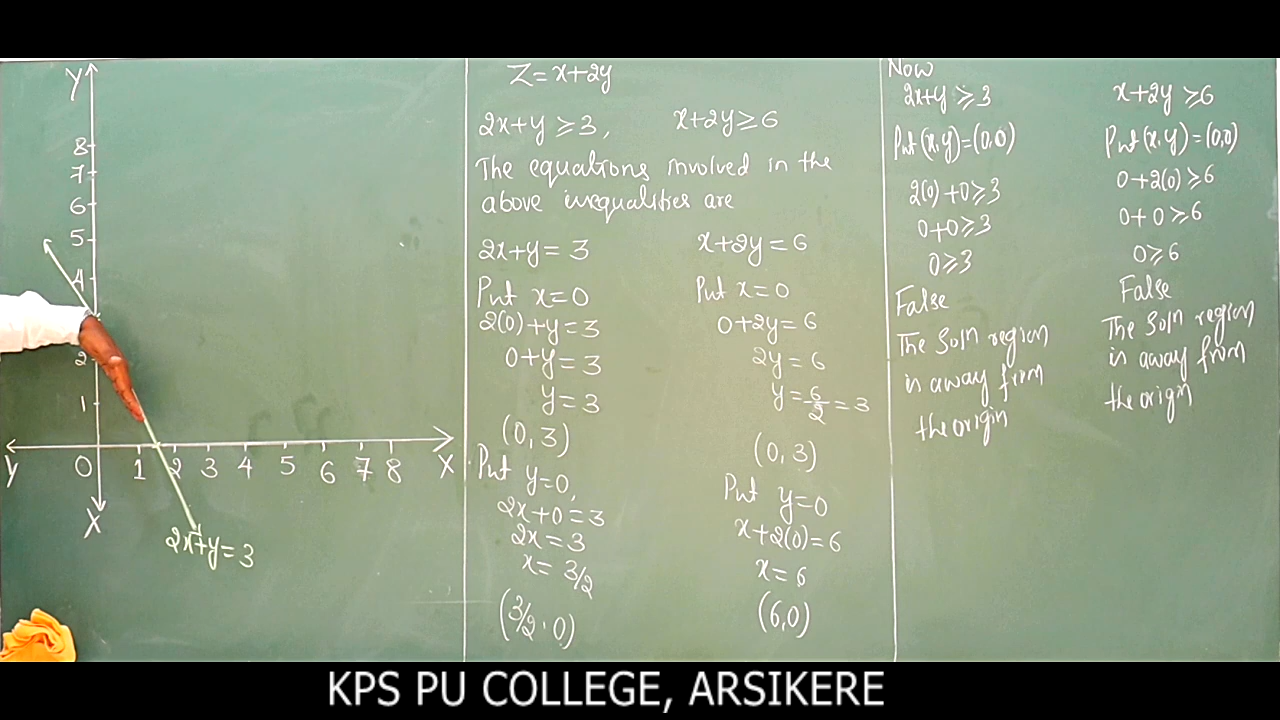 Y
8
7
6
5
4
2
1
Y 0 1 2 3 4 5 6 7 8 X
X
2x+y=3
Z=x+2y
2x+y≥3, x+2y≥6
The equations involved in the
above inequalities are
2x+y=3
Put x=0
2(0)+y=3
0+y=3
y=3
(0,3)
Put y=0,
2x+0=3
2x=3
x=3/2
(3/2,0)
x+2y=6
Put x=0
0+2y=6
2y=6
y=6/2=3
(0,3)
Put y=0
x+2(0)=6
x=6
(6,0)
Now
2x+y≥3
Put (x,y)=(0,0)
2(0)+0≥3
0+0≥3
0≥3
False
The Soln region
is away from
the origin
x+2y≥6
Put (x,y)=(0,0)
0+2(0)≥6
0+0≥6
0≥6
False
The Soln region
is away from
the origin
KPS PU COLLEGE, ARSIKERE